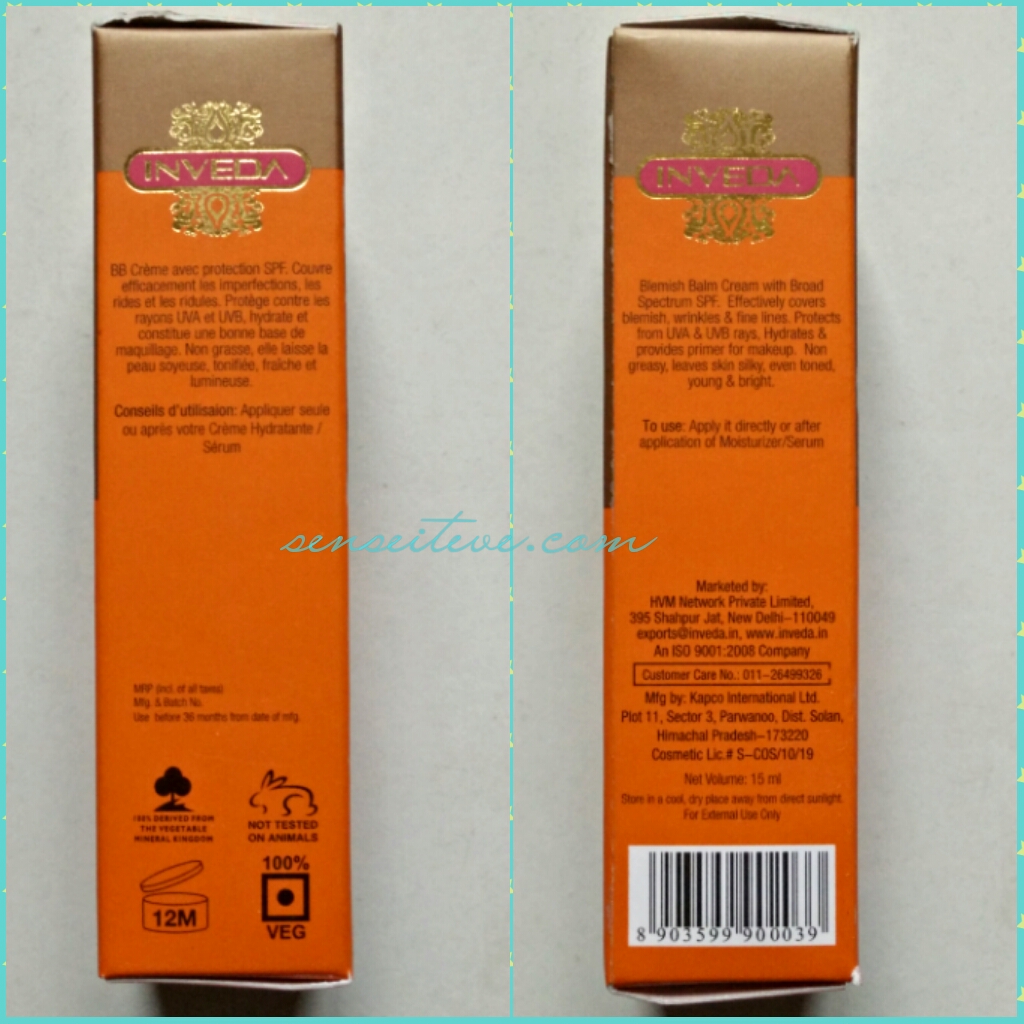 INVEDA
BB Crème avec protection SPF. Couvre
efficacement les imperfections, les
rides et les ridules. Protège contre les
rayons UVA et UVB, hydrate et
constitue une bonne base de
maquillage. Non grasse, elle laisse la
peau soyeuse, tonifiée, fraîche et
lumineuse.
Conseils d'utilisaion: Appliquer seule
ou après votre Crème Hydratante /
Sérum
MRP (incl. of all taxes)
Mfg. & Batch No.
Use before 36 months from date of mfg.
100% DERIVED FROM
THE VEGETABLE
MINERAL KINGDOM
NOT TESTED
ON ANIMALS
12M
100%
VEG
INVEDA
Blemish Balm Cream with Broad
Spectrum SPF. Effectively covers
blemish, wrinkles & fine lines. Protects
from UVA & UVB rays, Hydrates &
provides primer for makeup. Non
greasy, leaves skin silky, even toned,
young & bright.
To use: Apply it directly or after
application of Moisturizer/Serum
Marketed by:
HVM Network Private Limited,
395 Shahpur Jat, New Delhi-110049
exports@inveda.in, www.inveda.in
An ISO 9001:2008 Company
Customer Care No.: 011-26499326
Mfg by: Kapco International Ltd.
Plot 11, Sector 3, Parwanoo, Dist. Solan,
Himachal Pradesh-173220
Cosmetic Lic.# S-COS/10/19
Net Volume: 15 ml
Store in a cool, dry place away from direct sunlight.
For External Use Only
8 903599 900039
senseiteve.com